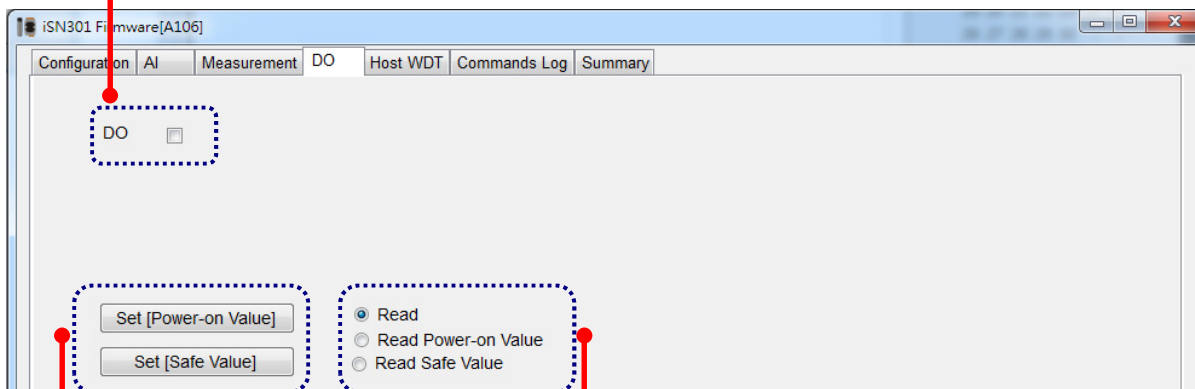 iSN301 Firmware[A106]
Configuration AI Measurement DO Host WDT Commands Log Summary
DO
Set [Power-on Value]
Set [Safe Value]
Read
Read Power-on Value
Read Safe Value